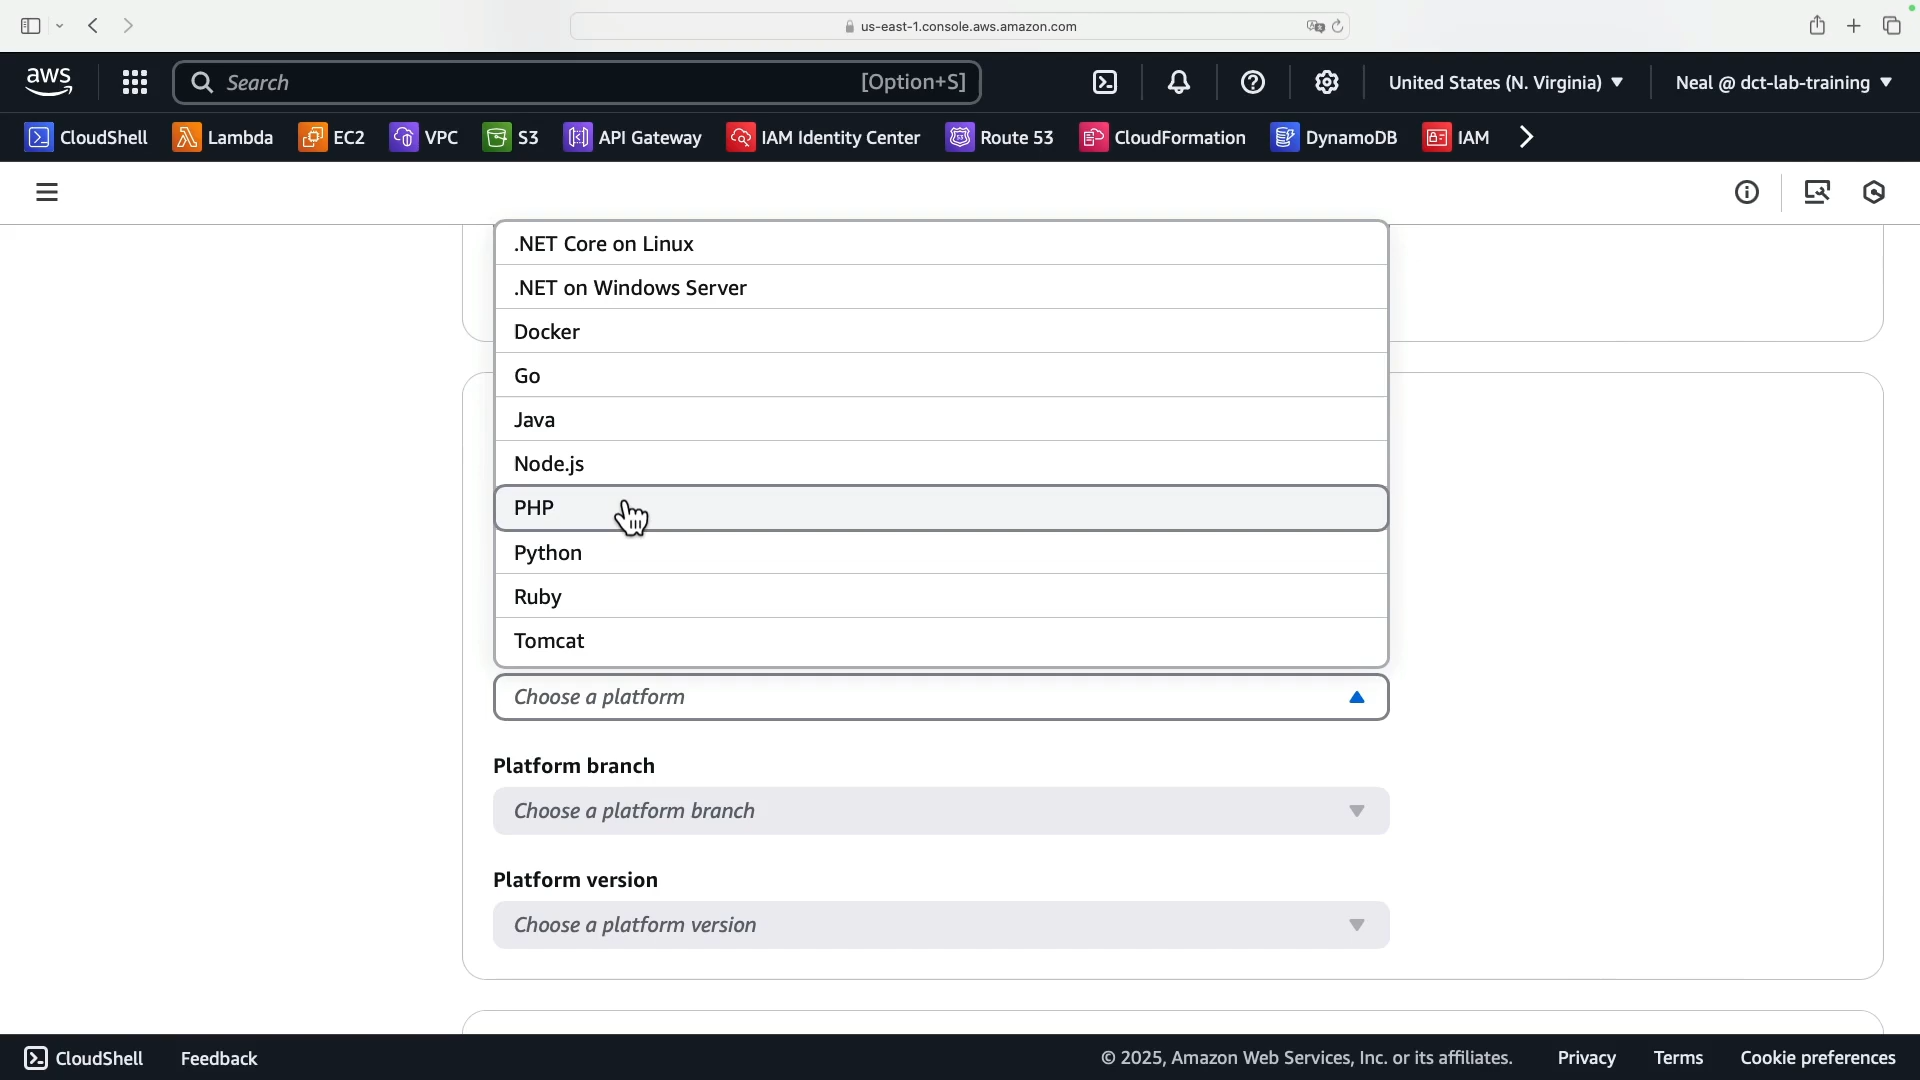 us-east-1.console.aws.amazon.com
aws
Search
[Option+S]
United States (N. Virginia)
Neal @ dct-lab-training
CloudShell
Lambda
EC2
VPC
S3
API Gateway
IAM Identity Center
Route 53
CloudFormation
DynamoDB
IAM
.NET Core on Linux
.NET on Windows Server
Docker
Go
Java
Node.js
PHP
Python
Ruby
Tomcat
Choose a platform
Platform branch
Choose a platform branch
Platform version
Choose a platform version
CloudShell
Feedback
© 2025, Amazon Web Services, Inc. or its affiliates.
Privacy
Terms
Cookie preferences